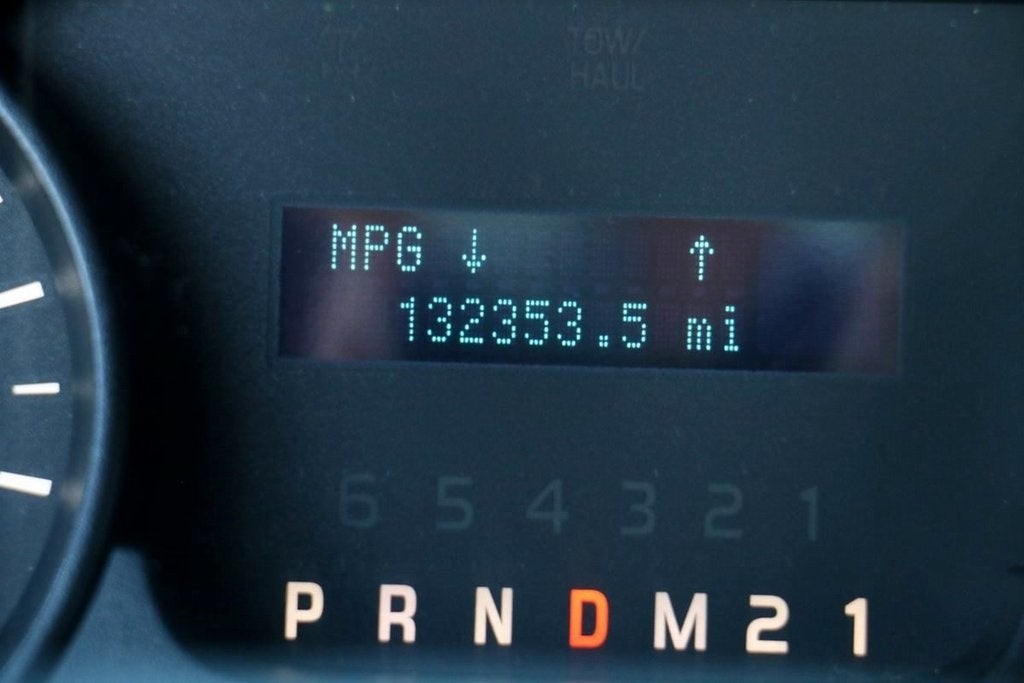 TOW/
HAUL
MPG ↓ ↑
132353.5 mi
6 5 4 3 2 1
P R N D M 2 1